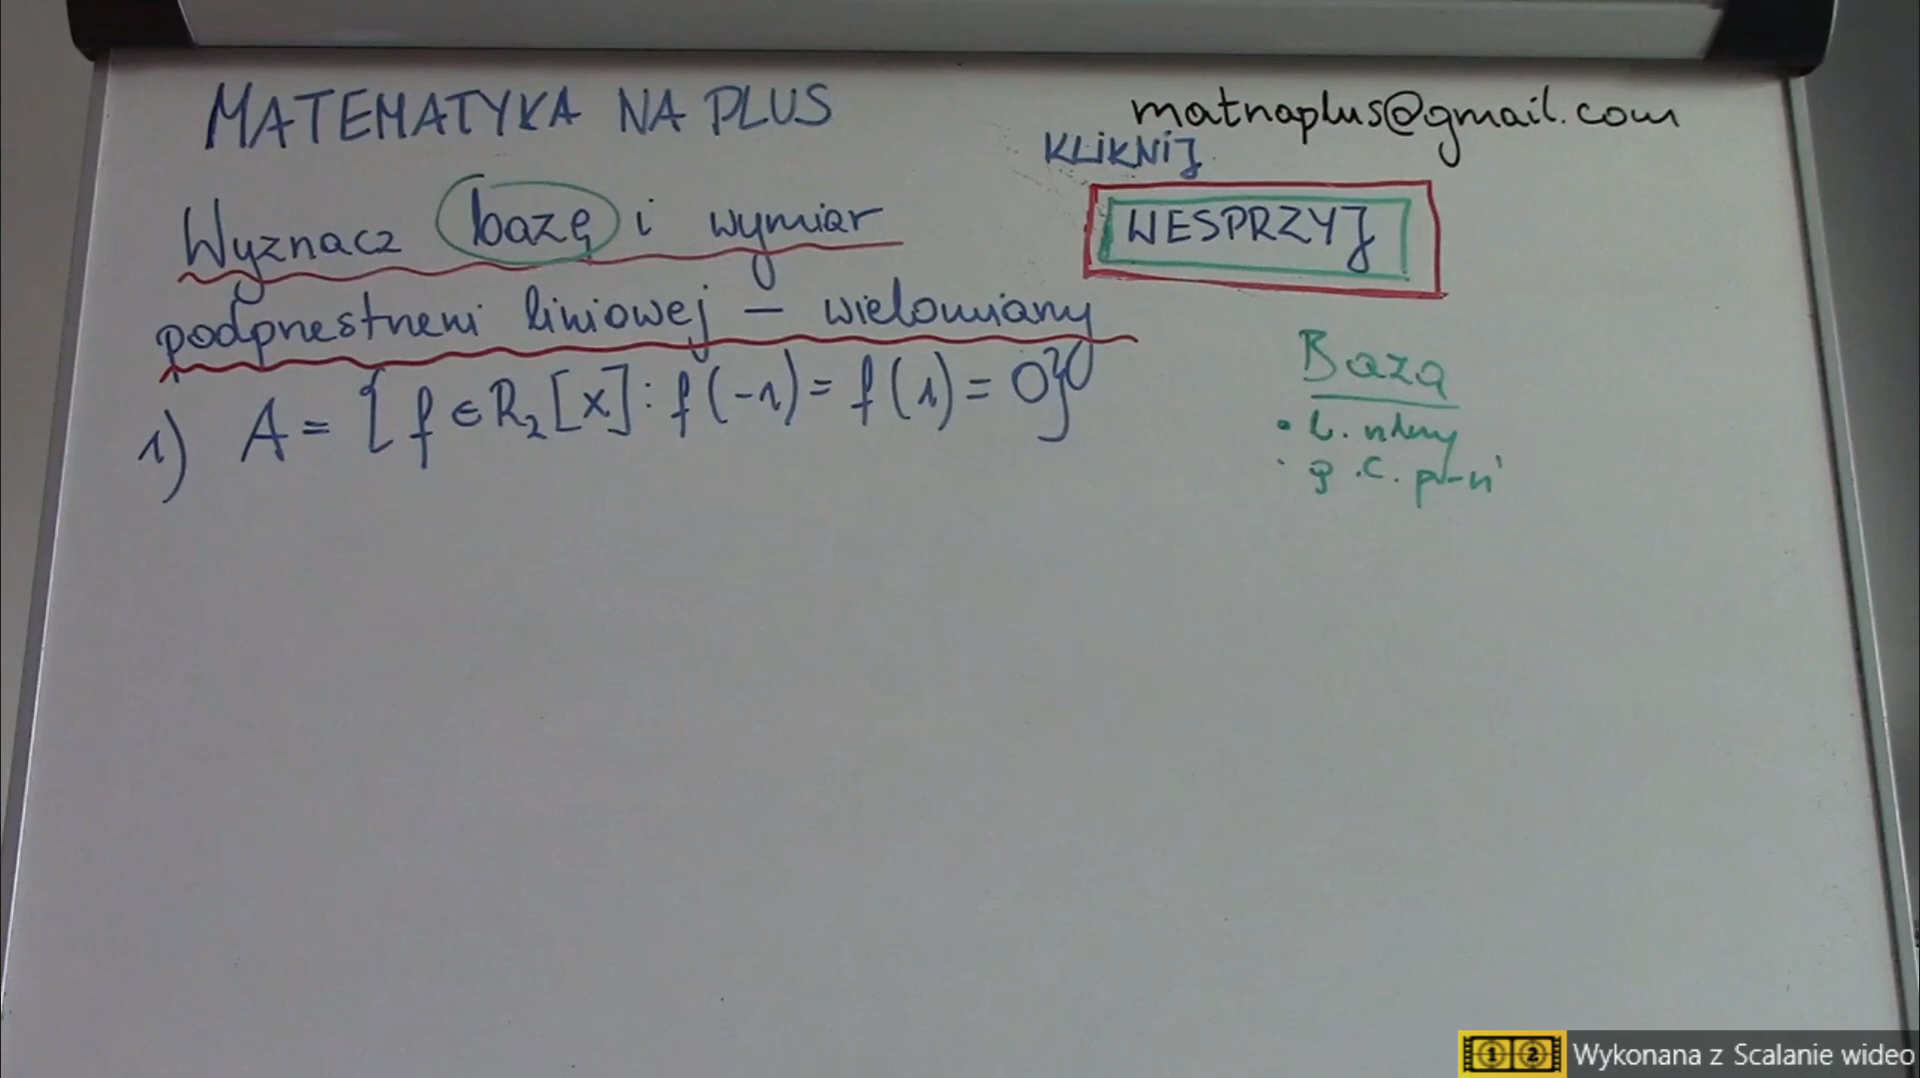 MATEMATYKA NA PLUS
matnaplus@gmail.com
KLIKNIJ
WESPRZYJ
Wyznacz bazę i wymiar
podprzestrzeni liniowej - wielomiany
1) A = { f ∈ R₂[x] : f(-1) = f(1) = 0}
Baza
• L.
• g.c.
Wykonana z Scalanie wideo